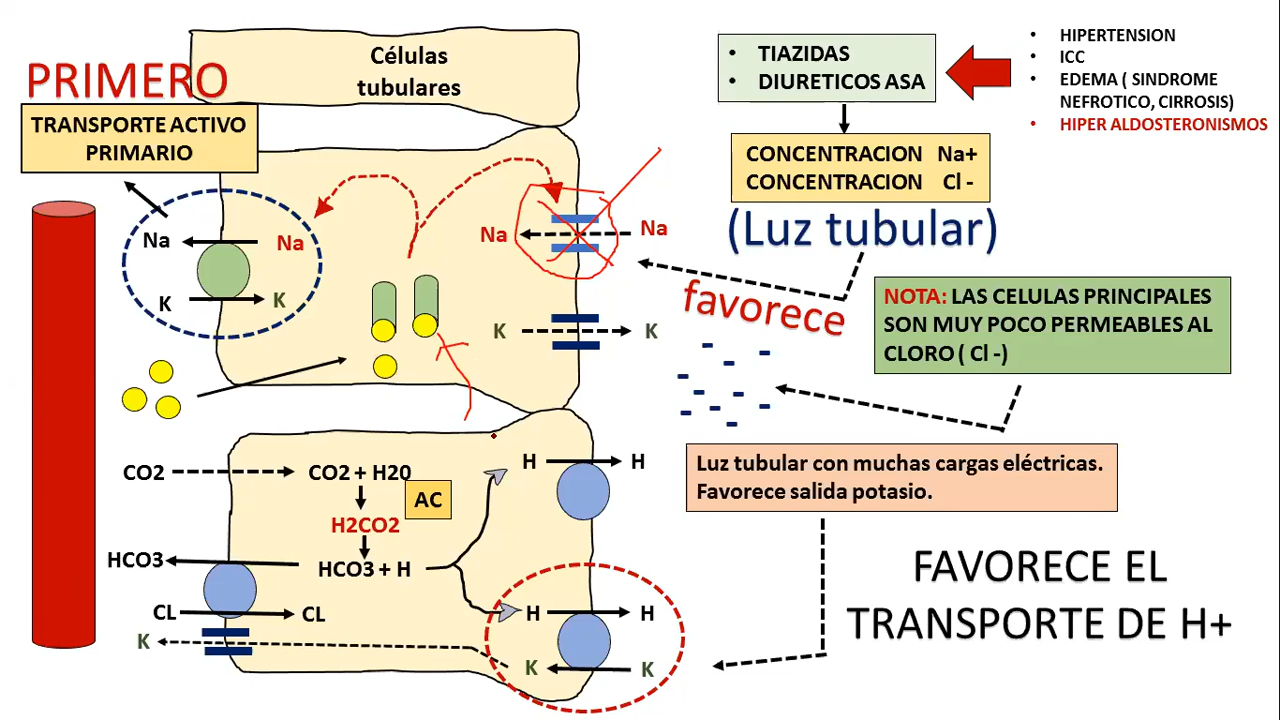 PRIMERO
TRANSPORTE ACTIVO
PRIMARIO
Células
tubulares
• TIAZIDAS
• DIURETICOS ASA
• HIPERTENSION
• ICC
• EDEMA ( SINDROME
NEFROTICO, CIRROSIS)
• HIPER ALDOSTERONISMOS
CONCENTRACION Na+
CONCENTRACION Cl -
(Luz tubular)
Na
Na
K
K
Na
Na
K
K
favorece
NOTA: LAS CELULAS PRINCIPALES
SON MUY POCO PERMEABLES AL
CLORO ( Cl -)
Luz tubular con muchas cargas eléctricas.
Favorece salida potasio.
CO2
CO2 + H20
AC
H2CO2
HCO3 + H
HCO3
CL
CL
K
H
H
H
H
K
K
FAVORECE EL
TRANSPORTE DE H+